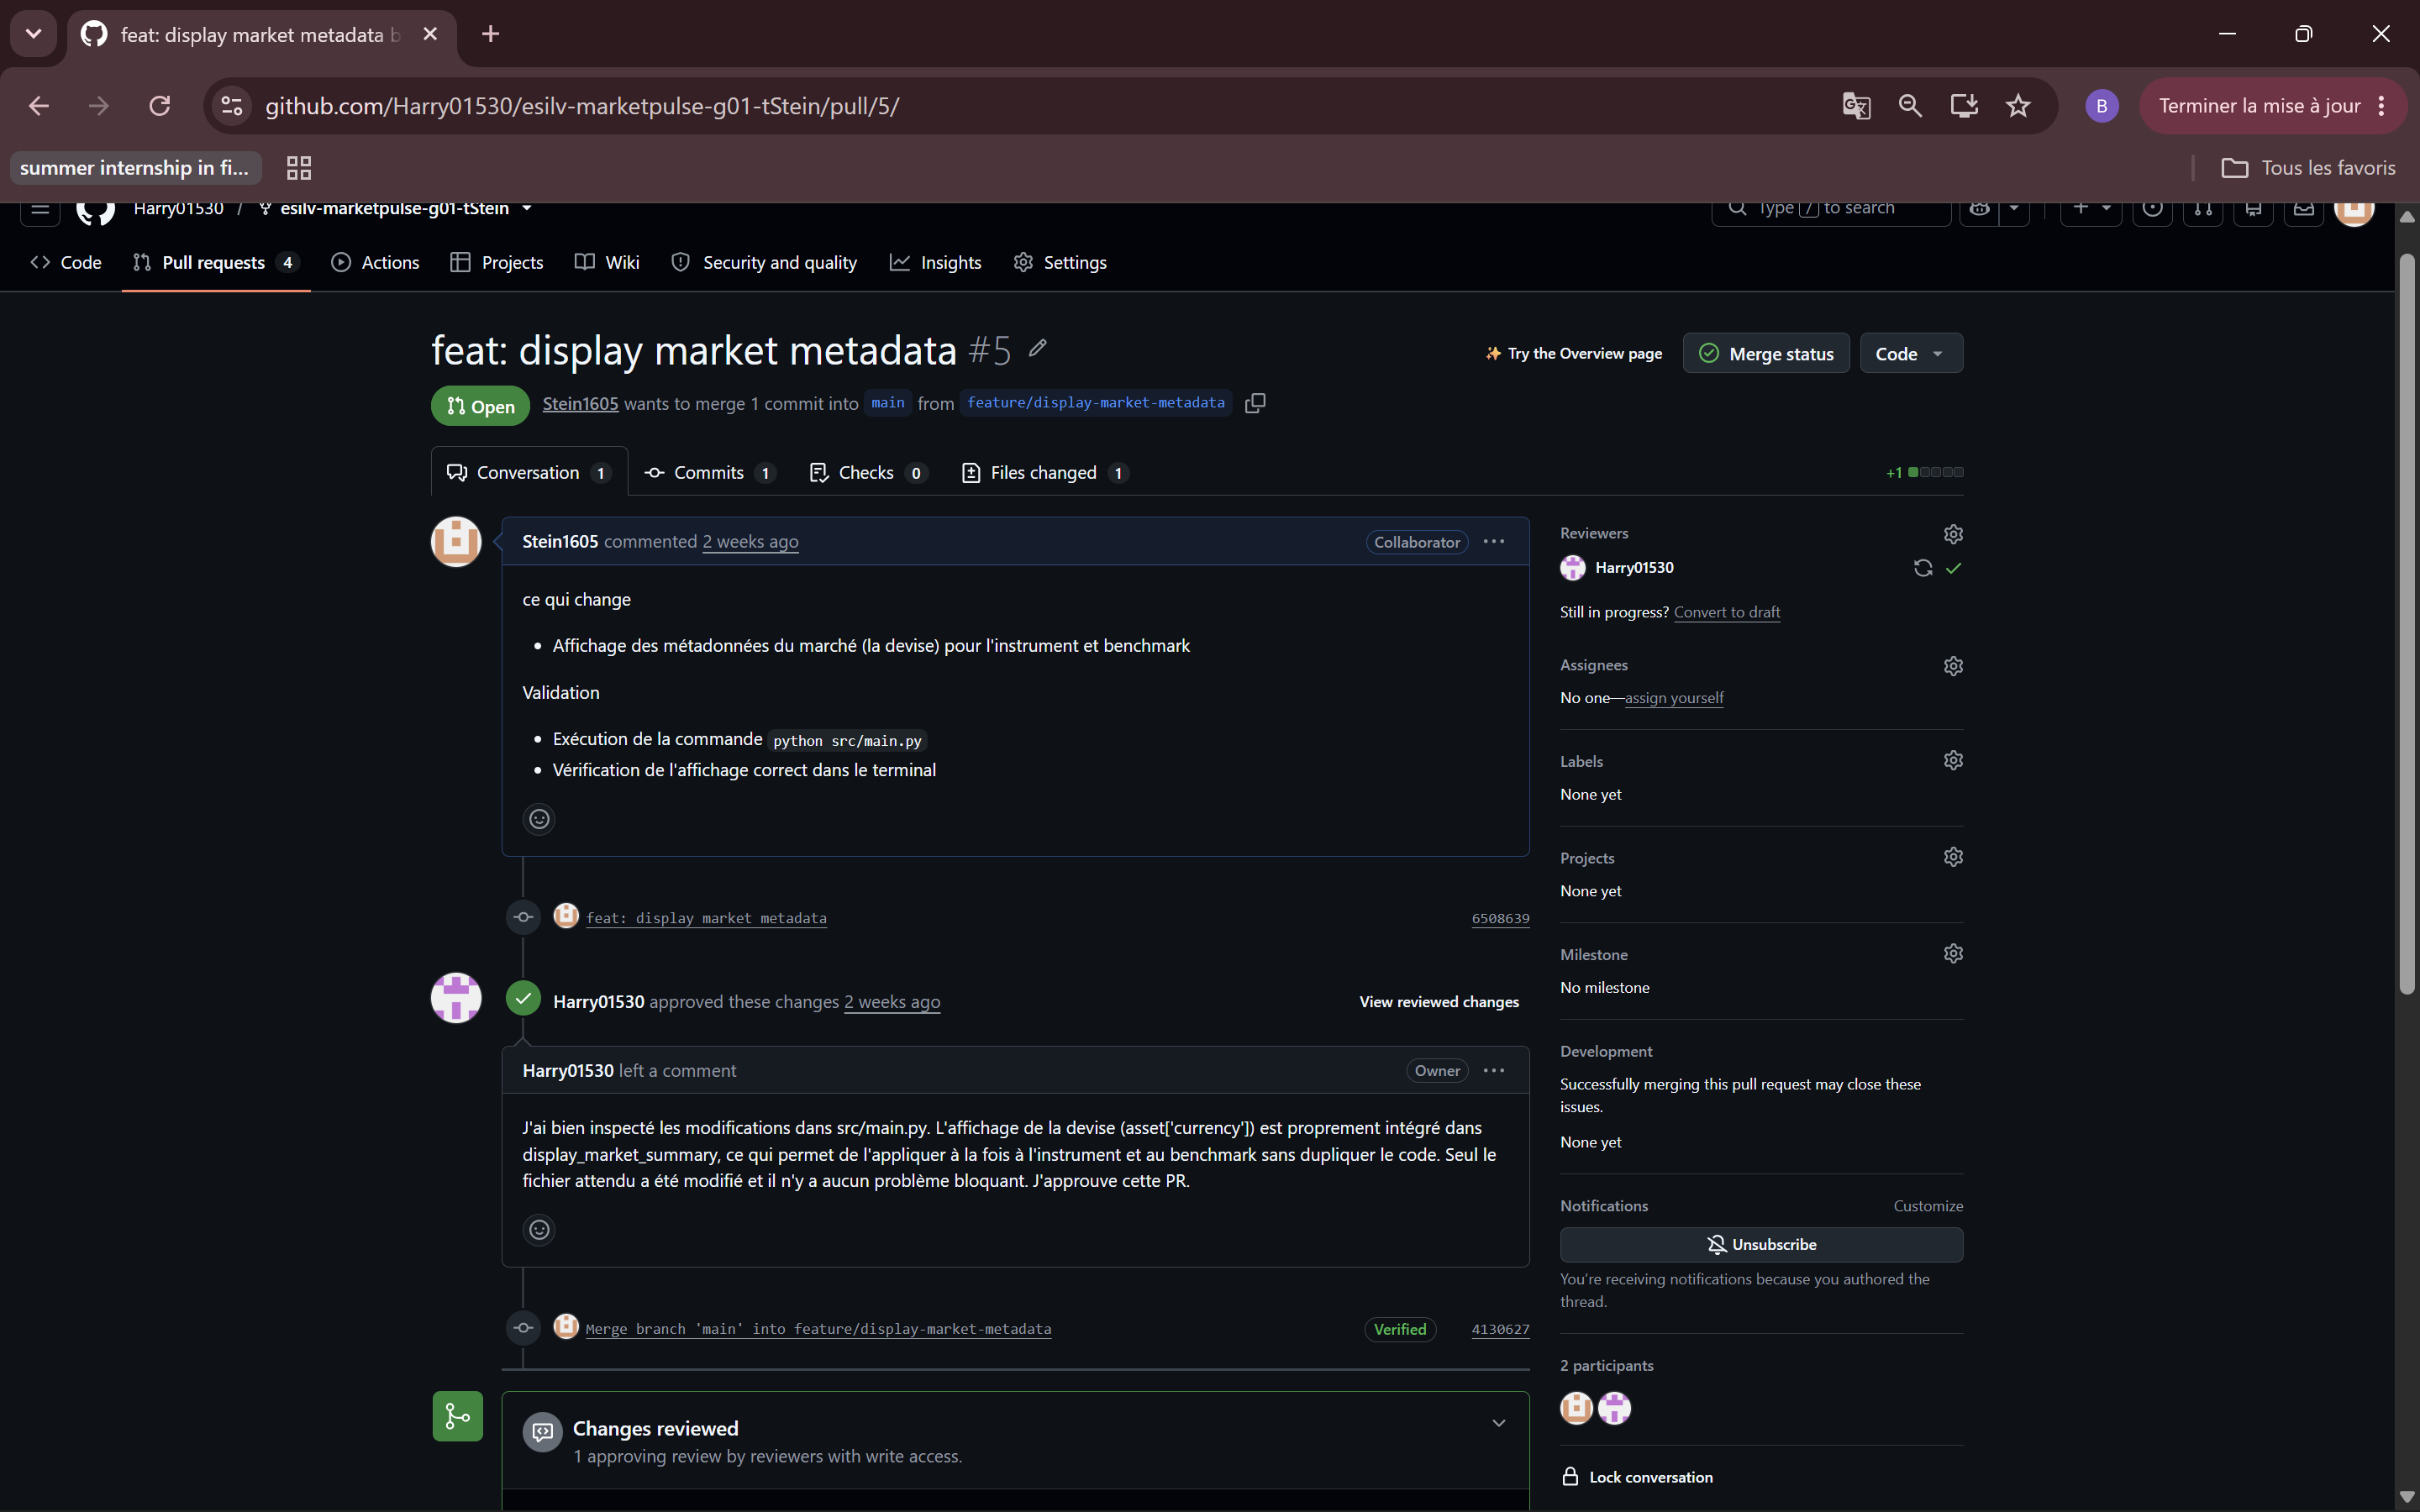 feat: display market metadata b
github.com/Harry01530/esilv-marketpulse-g01-tStein/pull/5/
B
Terminer la mise à jour
summer internship in fi...
Tous les favoris
Harry01530 / esilv-marketpulse-g01-tStein
Type / to search
Code
Pull requests 4
Actions
Projects
Wiki
Security and quality
Insights
Settings
feat: display market metadata #5
Try the Overview page
Merge status
Code
Open
Stein1605 wants to merge 1 commit into main from feature/display-market-metadata
Conversation 1
Commits 1
Checks 0
Files changed 1
+1
Stein1605 commented 2 weeks ago
Collaborator
ce qui change
Affichage des métadonnées du marché (la devise) pour l'instrument et benchmark
Validation
Exécution de la commande python src/main.py
Vérification de l'affichage correct dans le terminal
feat: display market metadata
6508639
Harry01530 approved these changes 2 weeks ago
View reviewed changes
Harry01530 left a comment
Owner
J'ai bien inspecté les modifications dans src/main.py. L'affichage de la devise (asset['currency']) est proprement intégré dans
display_market_summary, ce qui permet de l'appliquer à la fois à l'instrument et au benchmark sans dupliquer le code. Seul le
fichier attendu a été modifié et il n'y a aucun problème bloquant. J'approuve cette PR.
Merge branch 'main' into feature/display-market-metadata
Verified
4130627
Changes reviewed
1 approving review by reviewers with write access.
Reviewers
Harry01530
Still in progress? Convert to draft
Assignees
No one—assign yourself
Labels
None yet
Projects
None yet
Milestone
No milestone
Development
Successfully merging this pull request may close these
issues.
None yet
Notifications
Customize
Unsubscribe
You're receiving notifications because you authored the
thread.
2 participants
Lock conversation